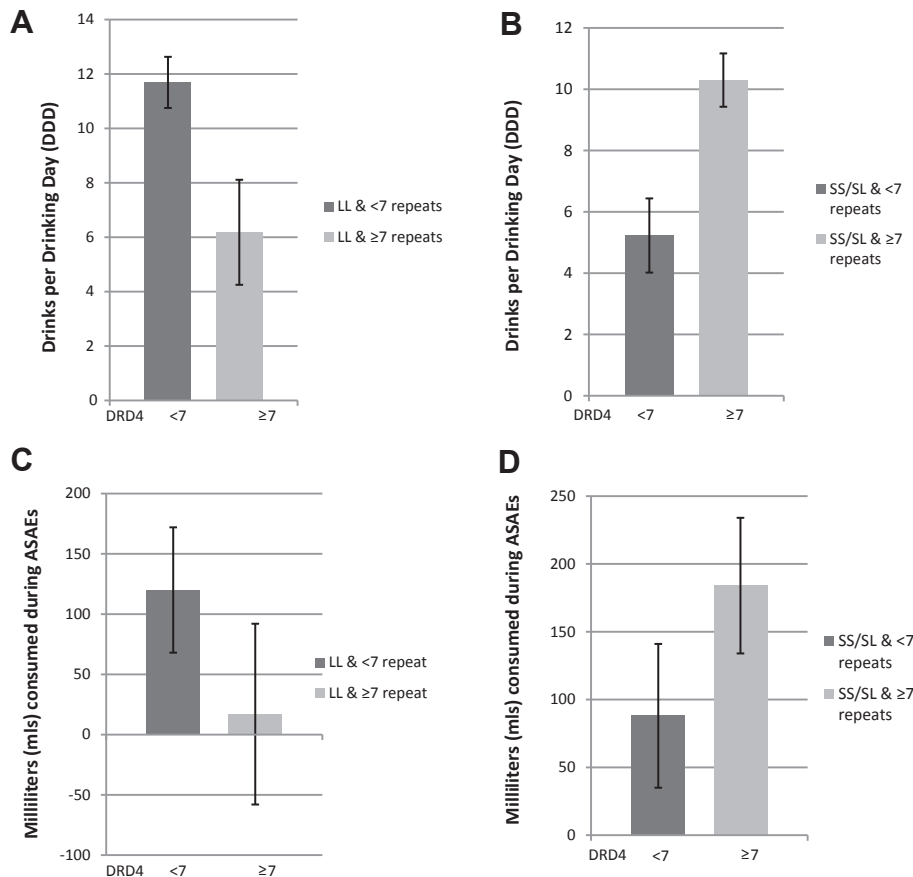 A
Drinks per Drinking Day (DDD)
14
12
10
8
6
4
2
0
DRD4 <7 ≥7
LL & <7 repeats
LL & ≥7 repeats
B
Drinks per Drinking Day (DDD)
12
10
8
6
4
2
0
DRD4 <7 ≥7
SS/SL & <7
repeats
SS/SL & ≥7
repeats
C
Milliliters (mls) consumed during ASAEs
200
150
100
50
0
-50
-100
DRD4 <7 ≥7
LL & <7 repeat
LL & ≥7 repeat
D
Milliliters (mls) consumed during ASAEs
250
200
150
100
50
0
DRD4 <7 ≥7
SS/SL & <7
repeats
SS/SL & ≥7
repeats